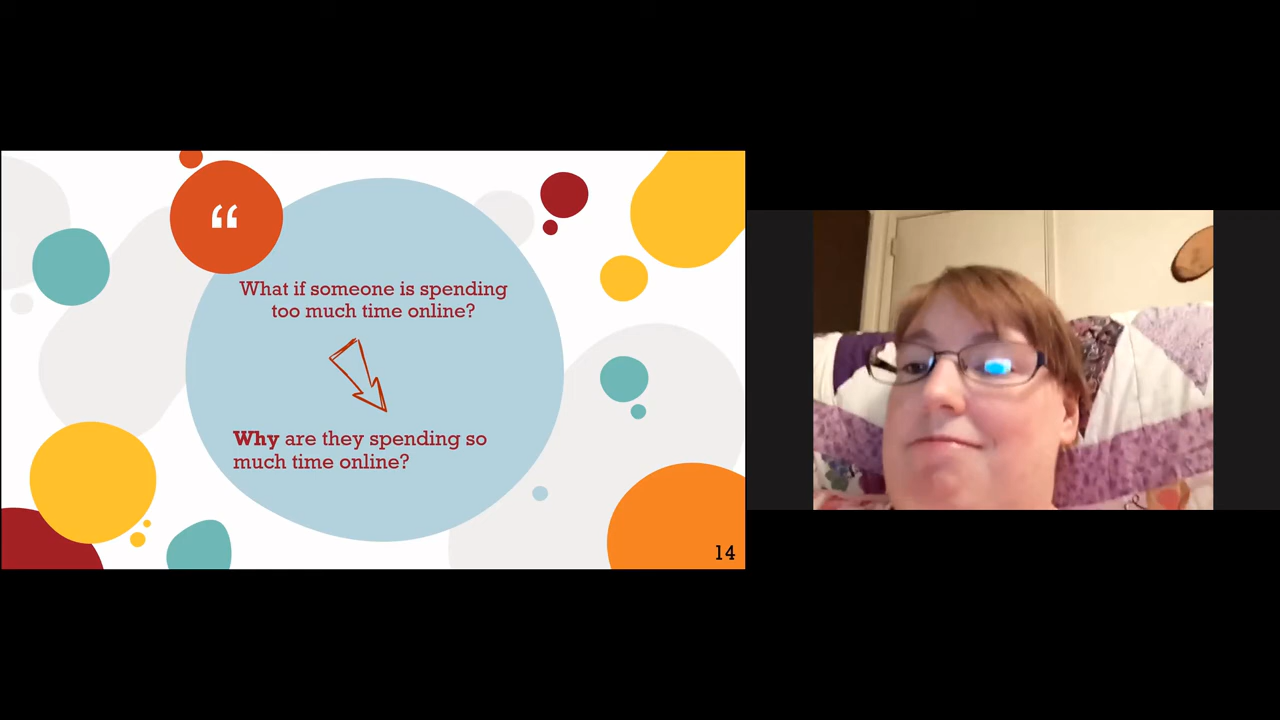 “
What if someone is spending
too much time online?
Why are they spending so
much time online?
14